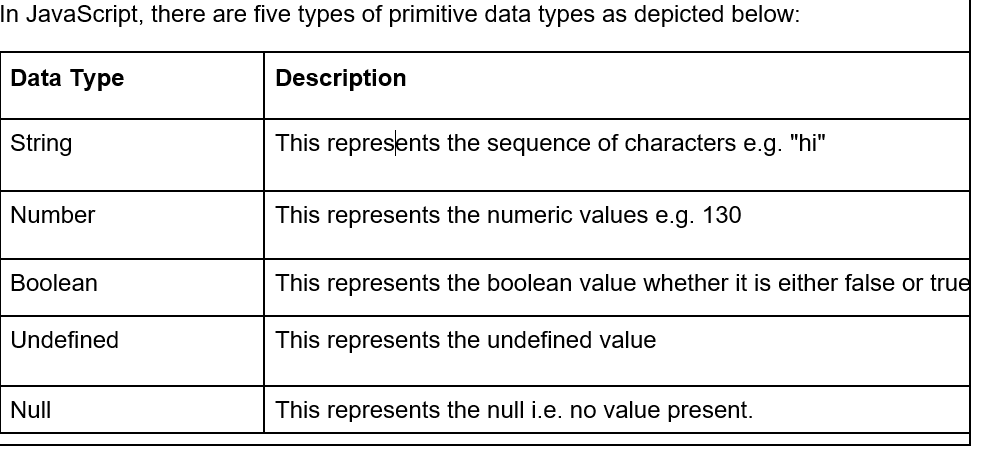 In JavaScript, there are five types of primitive data types as depicted below:
Data Type Description
String This represents the sequence of characters e.g. "hi"
Number This represents the numeric values e.g. 130
Boolean This represents the boolean value whether it is either false or true
Undefined This represents the undefined value
Null This represents the null i.e. no value present.